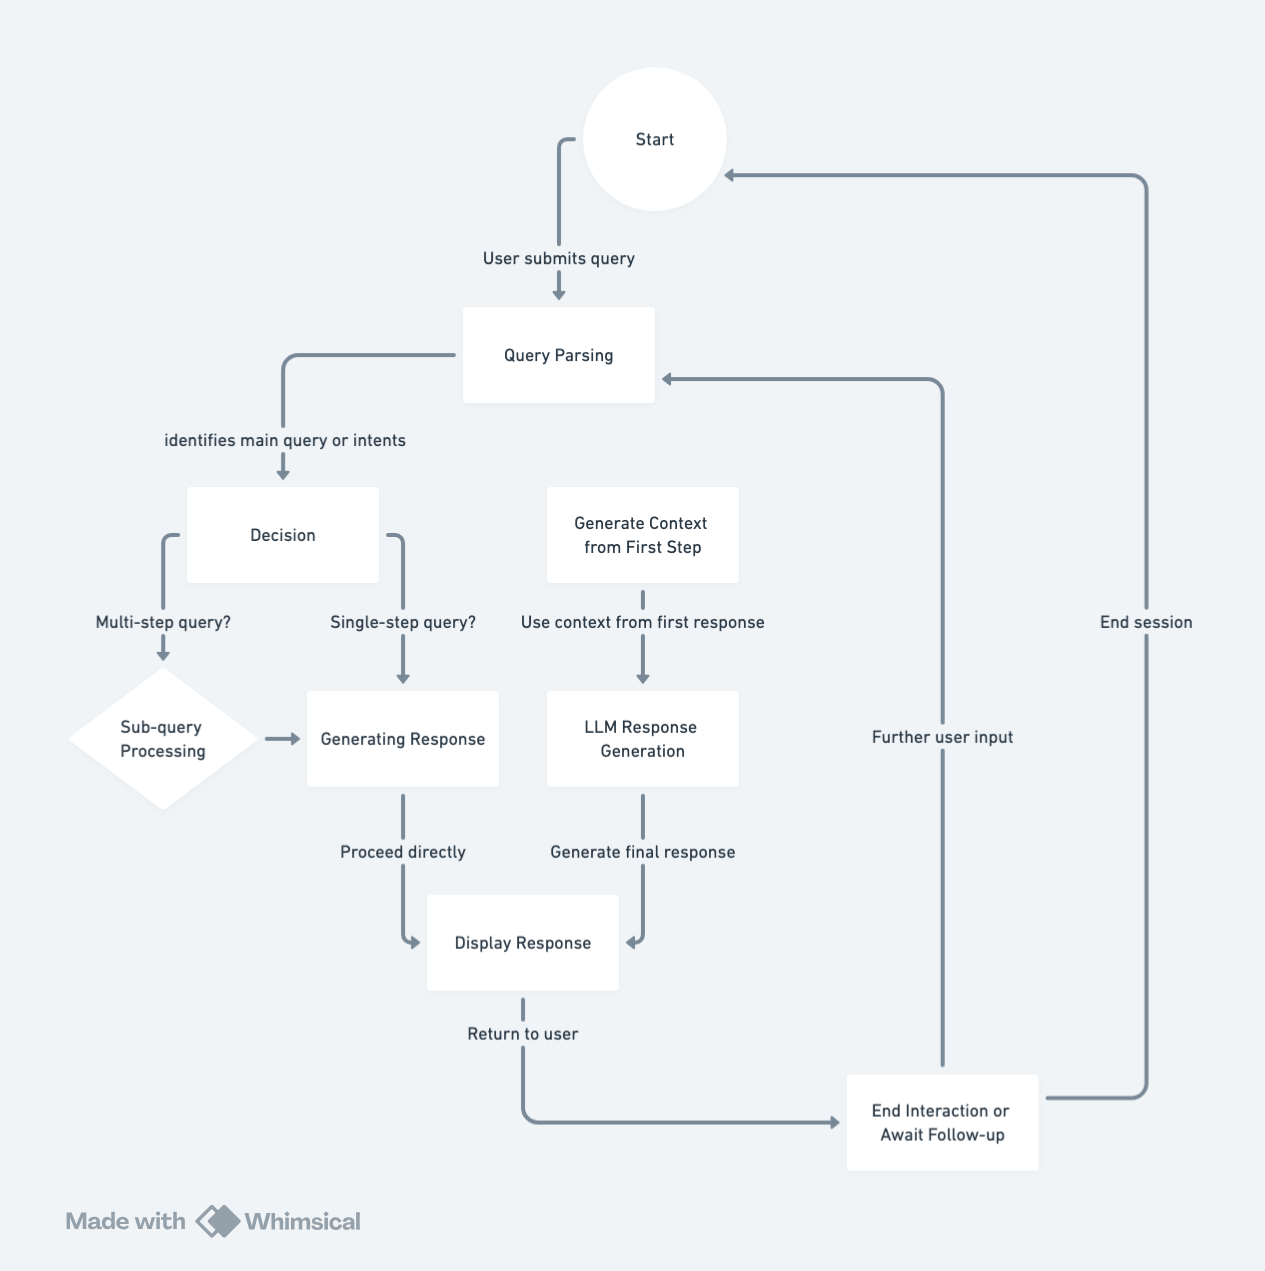 Start
User submits query
Query Parsing
identifies main query or intents
Decision
Generate Context
from First Step
Multi-step query?
Single-step query?
Use context from first response
End session
Sub-query
Processing
Generating Response
LLM Response
Generation
Further user input
Proceed directly
Generate final response
Display Response
Return to user
End Interaction or
Await Follow-up
Made with Whimsical